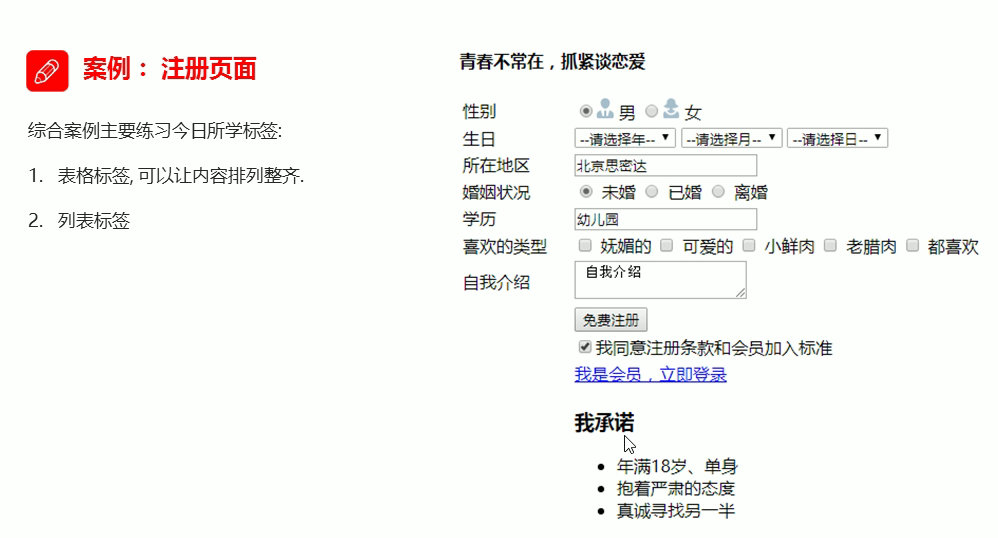 案例： 注册页面
综合案例主要练习今日所学标签:
1. 表格标签, 可以让内容排列整齐.
2. 列表标签
青春不常在，抓紧谈恋爱
性别 男 女
生日 --请选择年-- --请选择月-- --请选择日--
所在地区 北京思密达
婚姻状况 未婚 已婚 离婚
学历 幼儿园
喜欢的类型 妩媚的 可爱的 小鲜肉 老腊肉 都喜欢
自我介绍 自我介绍
免费注册
我同意注册条款和会员加入标准
我是会员，立即登录
我承诺
年满18岁、单身
抱着严肃的态度
真诚寻找另一半